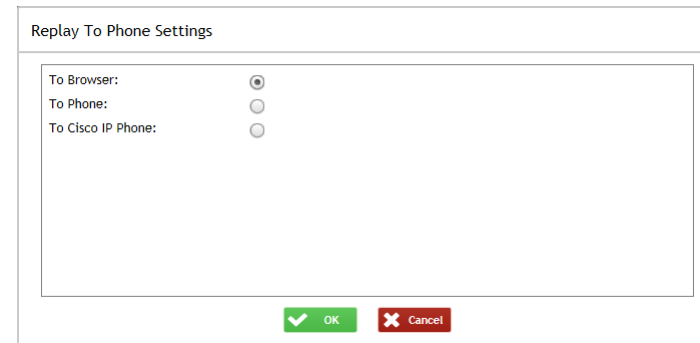 Replay To Phone Settings
To Browser:
To Phone:
To Cisco IP Phone:
OK Cancel